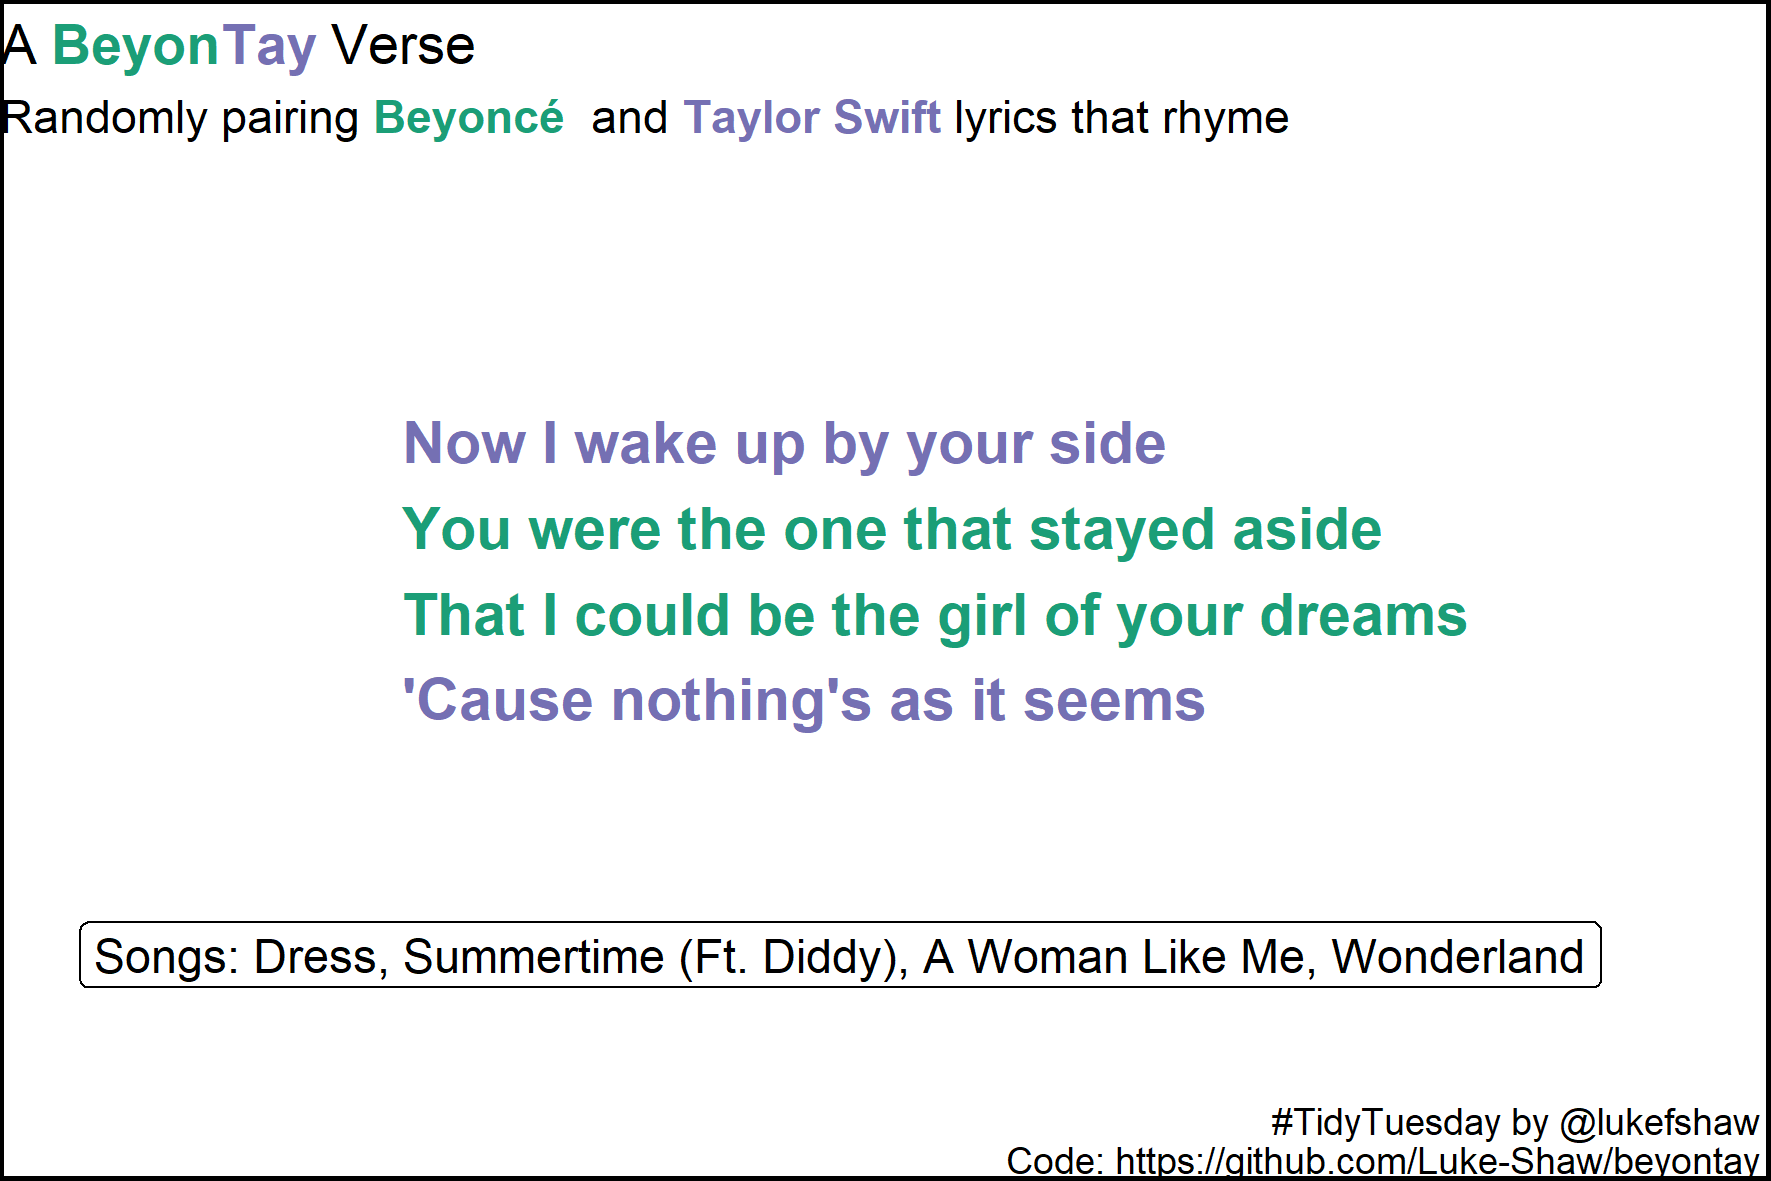 A BeyonTay Verse
Randomly pairing Beyoncé and Taylor Swift lyrics that rhyme
Now I wake up by your side
You were the one that stayed aside
That I could be the girl of your dreams
'Cause nothing's as it seems
Songs: Dress, Summertime (Ft. Diddy), A Woman Like Me, Wonderland
#TidyTuesday by @lukefshaw
Code: https://github.com/Luke-Shaw/beyontay